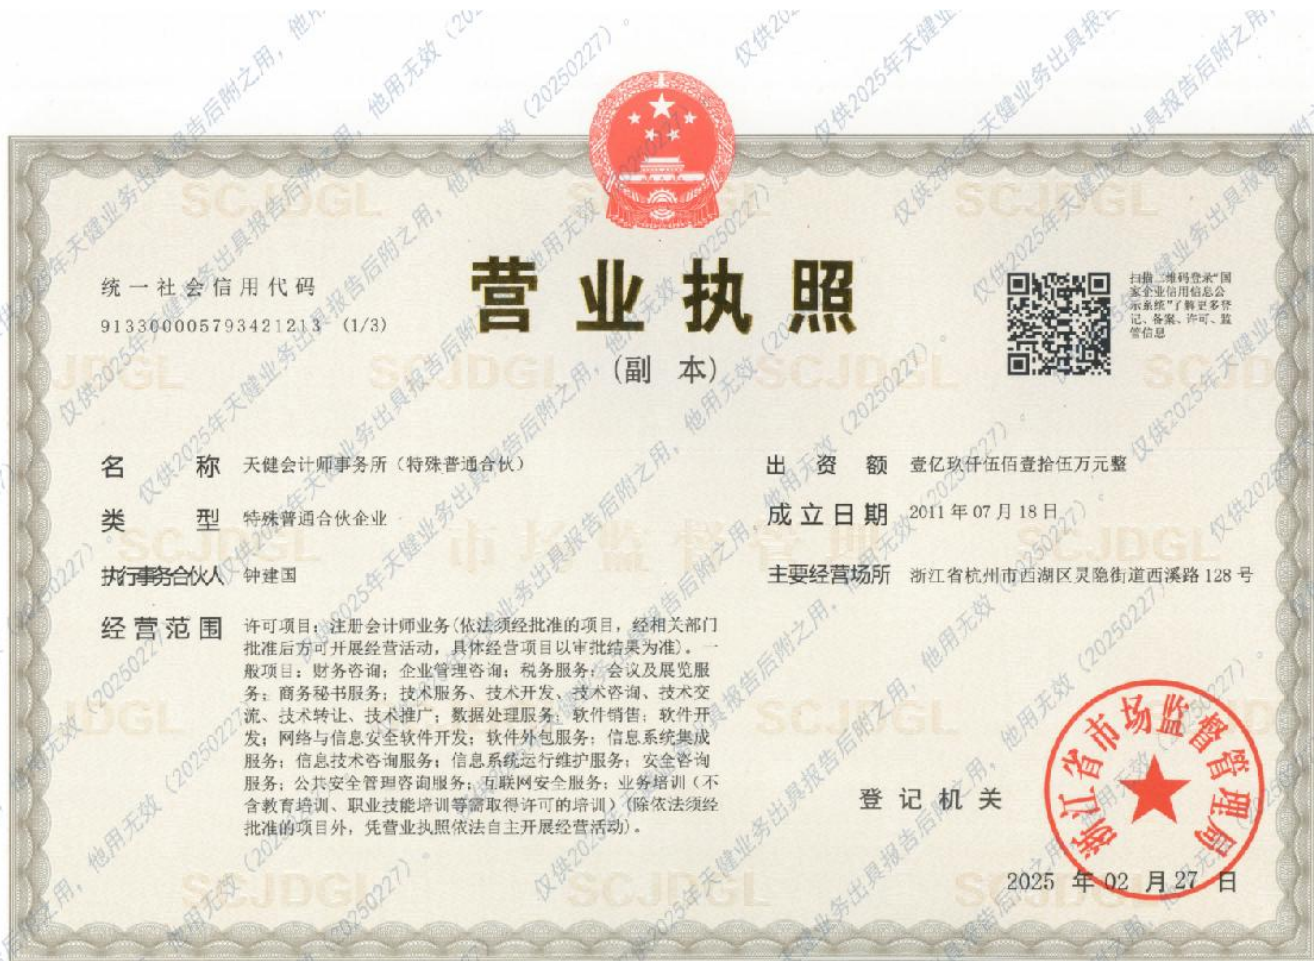 营业执照
(副 本)
统一社会信用代码
913300005793421213 (1/3)
扫描二维码登录“国
家企业信用信息公
示系统”了解更多登
记、备案、许可、监
管信息
名 称 天健会计师事务所（特殊普通合伙）
类 型 特殊普通合伙企业
执行事务合伙人 钟建国
经营范围 许可项目：注册会计师业务(依法须经批准的项目，经相关部门
批准后方可开展经营活动，具体经营项目以审批结果为准)。一
般项目：财务咨询；企业管理咨询；税务服务；会议及展览服
务；商务秘书服务；技术服务、技术开发、技术咨询、技术交
流、技术转让、技术推广；数据处理服务；软件销售；软件开
发；网络与信息安全软件开发；软件外包服务；信息系统集成
服务；信息技术咨询服务；信息系统运行维护服务；安全咨询
服务；公共安全管理咨询服务；互联网安全服务；业务培训（不
含教育培训、职业技能培训等需取得许可的培训）(除依法须经
批准的项目外，凭营业执照依法自主开展经营活动)。
出 资 额 壹亿玖仟伍佰壹拾伍万元整
成立日期 2011年07月18日
主要经营场所 浙江省杭州市西湖区灵隐街道西溪路128号
登记机关
浙江省市场监督管理局
2025 年 02 月 27 日
仅供2025年天健业务出具报告后附之用，他用无效（20250227）。
SCJDGL
市场监督管理